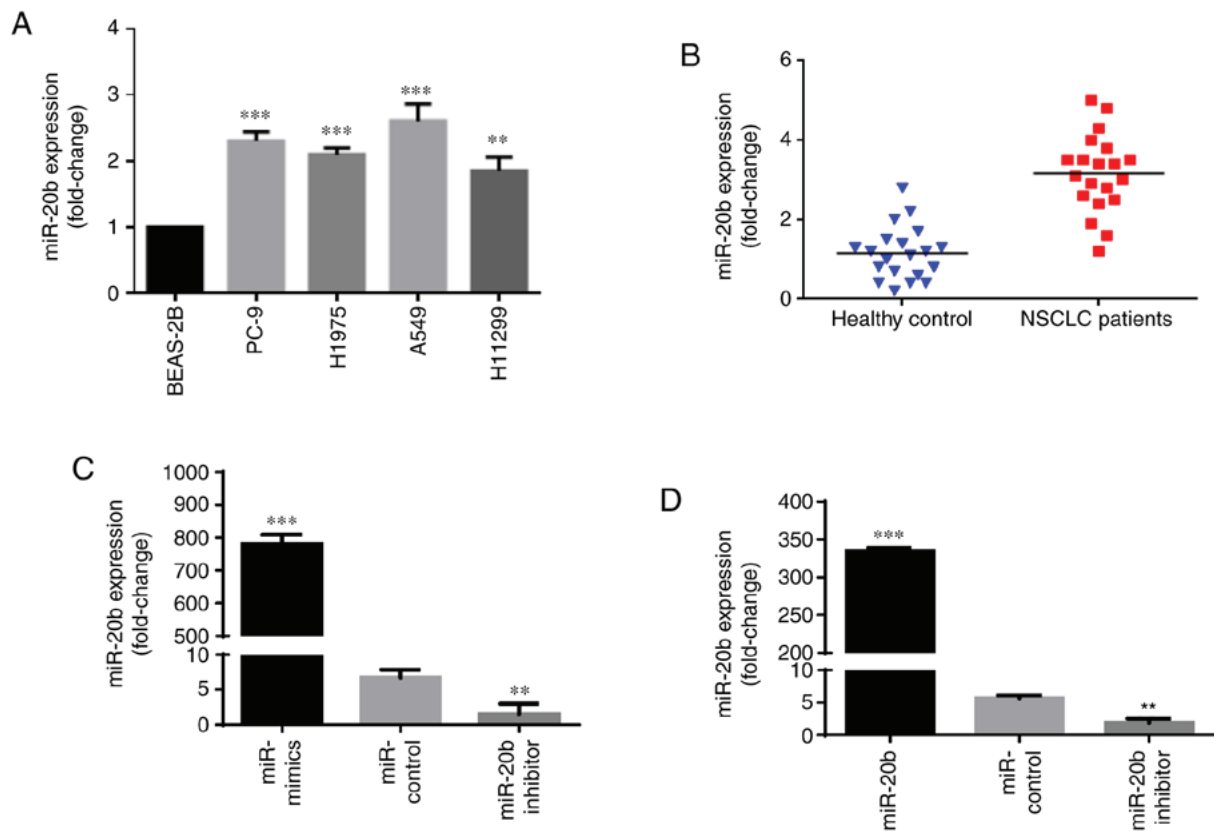 A
miR-20b expression
(fold-change)
4
3
2
1
0
***
***
***
**
BEAS-2B
PC-9
H1975
A549
H11299
B
miR-20b expression
(fold-change)
6
4
2
0
Healthy control
NSCLC patients
C
miR-20b expression
(fold-change)
1000
900
800
700
600
500
10
5
0
***
**
miR-
mimics
miR-
control
miR-20b
inhibitor
D
miR-20b expression
(fold-change)
400
350
300
250
200
10
5
0
***
**
miR-20b
miR-
control
miR-20b
inhibitor